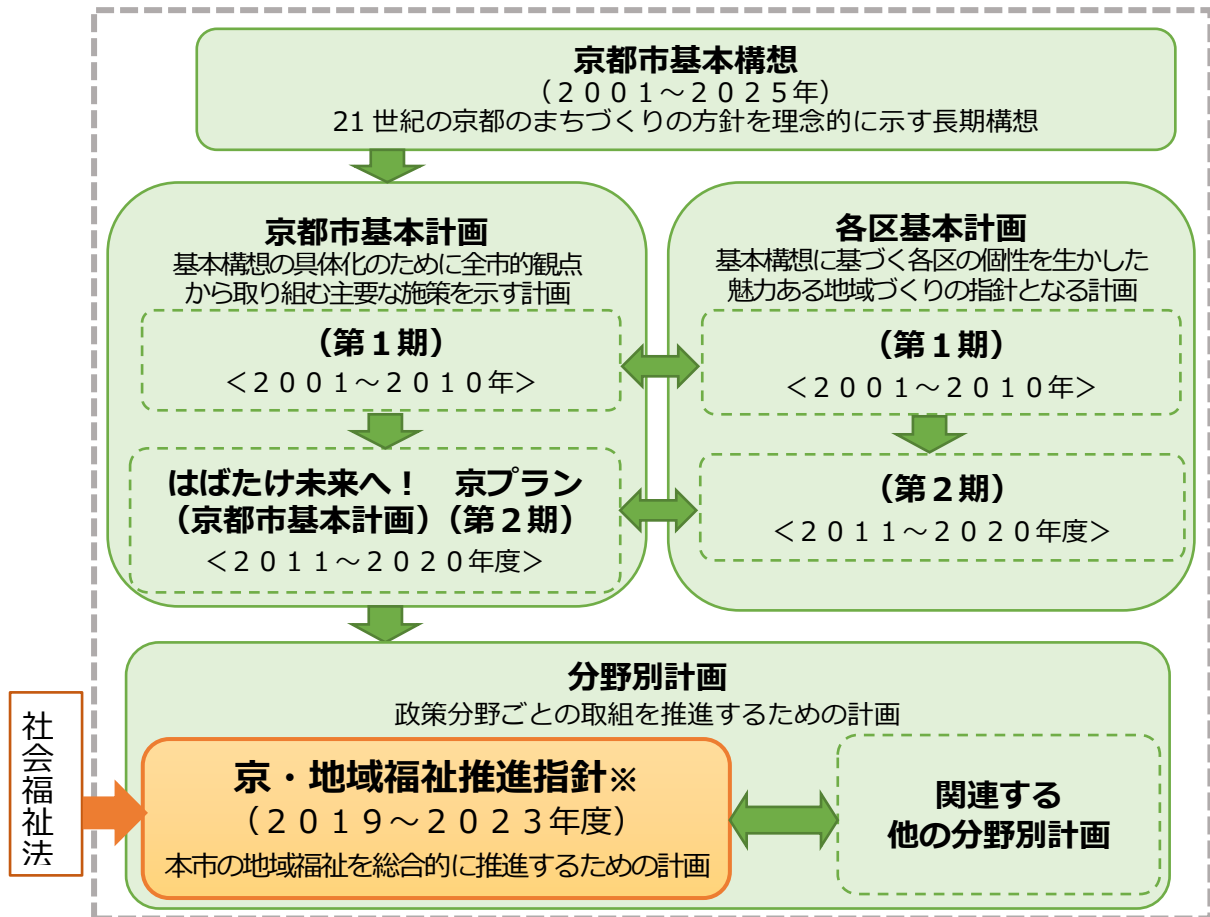 京都市基本構想
（２００１～２０２５年）
21 世紀の京都のまちづくりの方針を理念的に示す長期構想
京都市基本計画
基本構想の具体化のために全市的観点
から取り組む主要な施策を示す計画
（第１期）
＜２００１～２０１０年＞
はばたけ未来へ！　京プラン
（京都市基本計画）（第２期）
＜２０１１～２０２０年度＞
各区基本計画
基本構想に基づく各区の個性を生かした
魅力ある地域づくりの指針となる計画
（第１期）
＜２００１～２０１０年＞
（第２期）
＜２０１１～２０２０年度＞
分野別計画
政策分野ごとの取組を推進するための計画
社会福祉法
京・地域福祉推進指針※
（２０１９～２０２３年度）
本市の地域福祉を総合的に推進するための計画
関連する
他の分野別計画